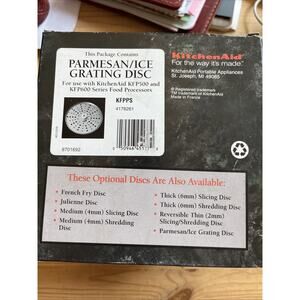 This Package Contains
PARMESAN/ICE
GRATING DISC
For use with KitchenAid KFP500 and
KFP600 Series Food Processors
KFPPS
4176261
8701692
KitchenAid
For the way it's made.
KitchenAid Portable Appliances
St. Joseph, MI 49085
® Registered trademark
™ Trademark of KitchenAid
Made in France
These Optional Discs Are Also Available:
• French Fry Disc
• Julienne Disc
• Medium (4mm) Slicing Disc
• Medium (4mm) Shredding
Disc
• Thick (6mm) Slicing Disc
• Thick (6mm) Shredding Disc
• Reversible Thin (2mm)
Slicing/Shredding Disc
• Parmesan/Ice Grating Disc